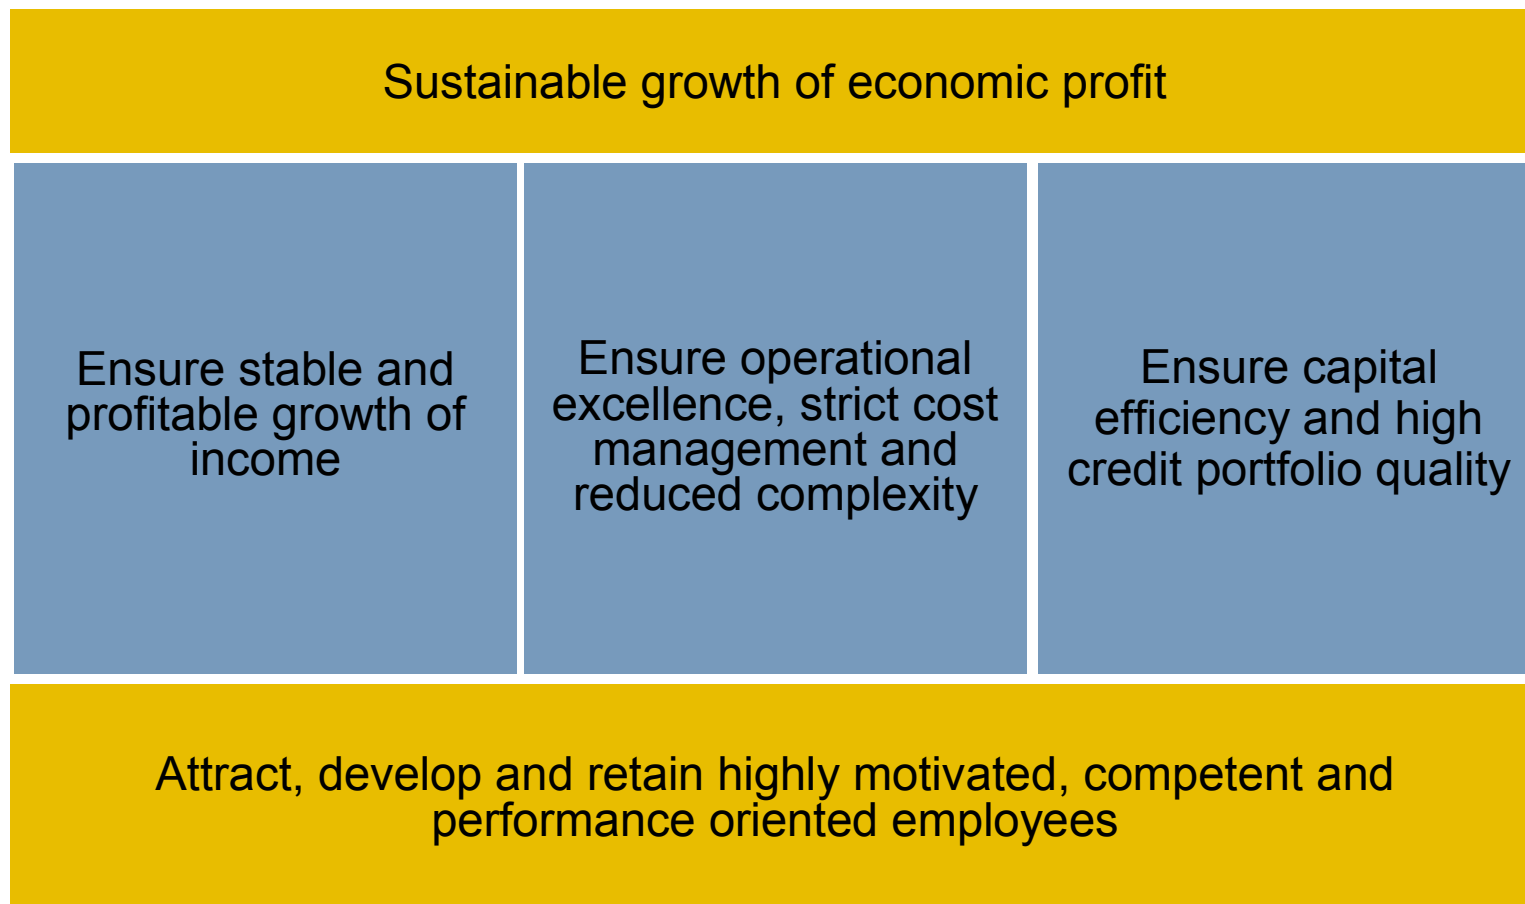 Sustainable growth of economic profit
Ensure stable and
profitable growth of
income
Ensure operational
excellence, strict cost
management and
reduced complexity
Ensure capital
efficiency and high
credit portfolio quality
Attract, develop and retain highly motivated, competent and
performance oriented employees